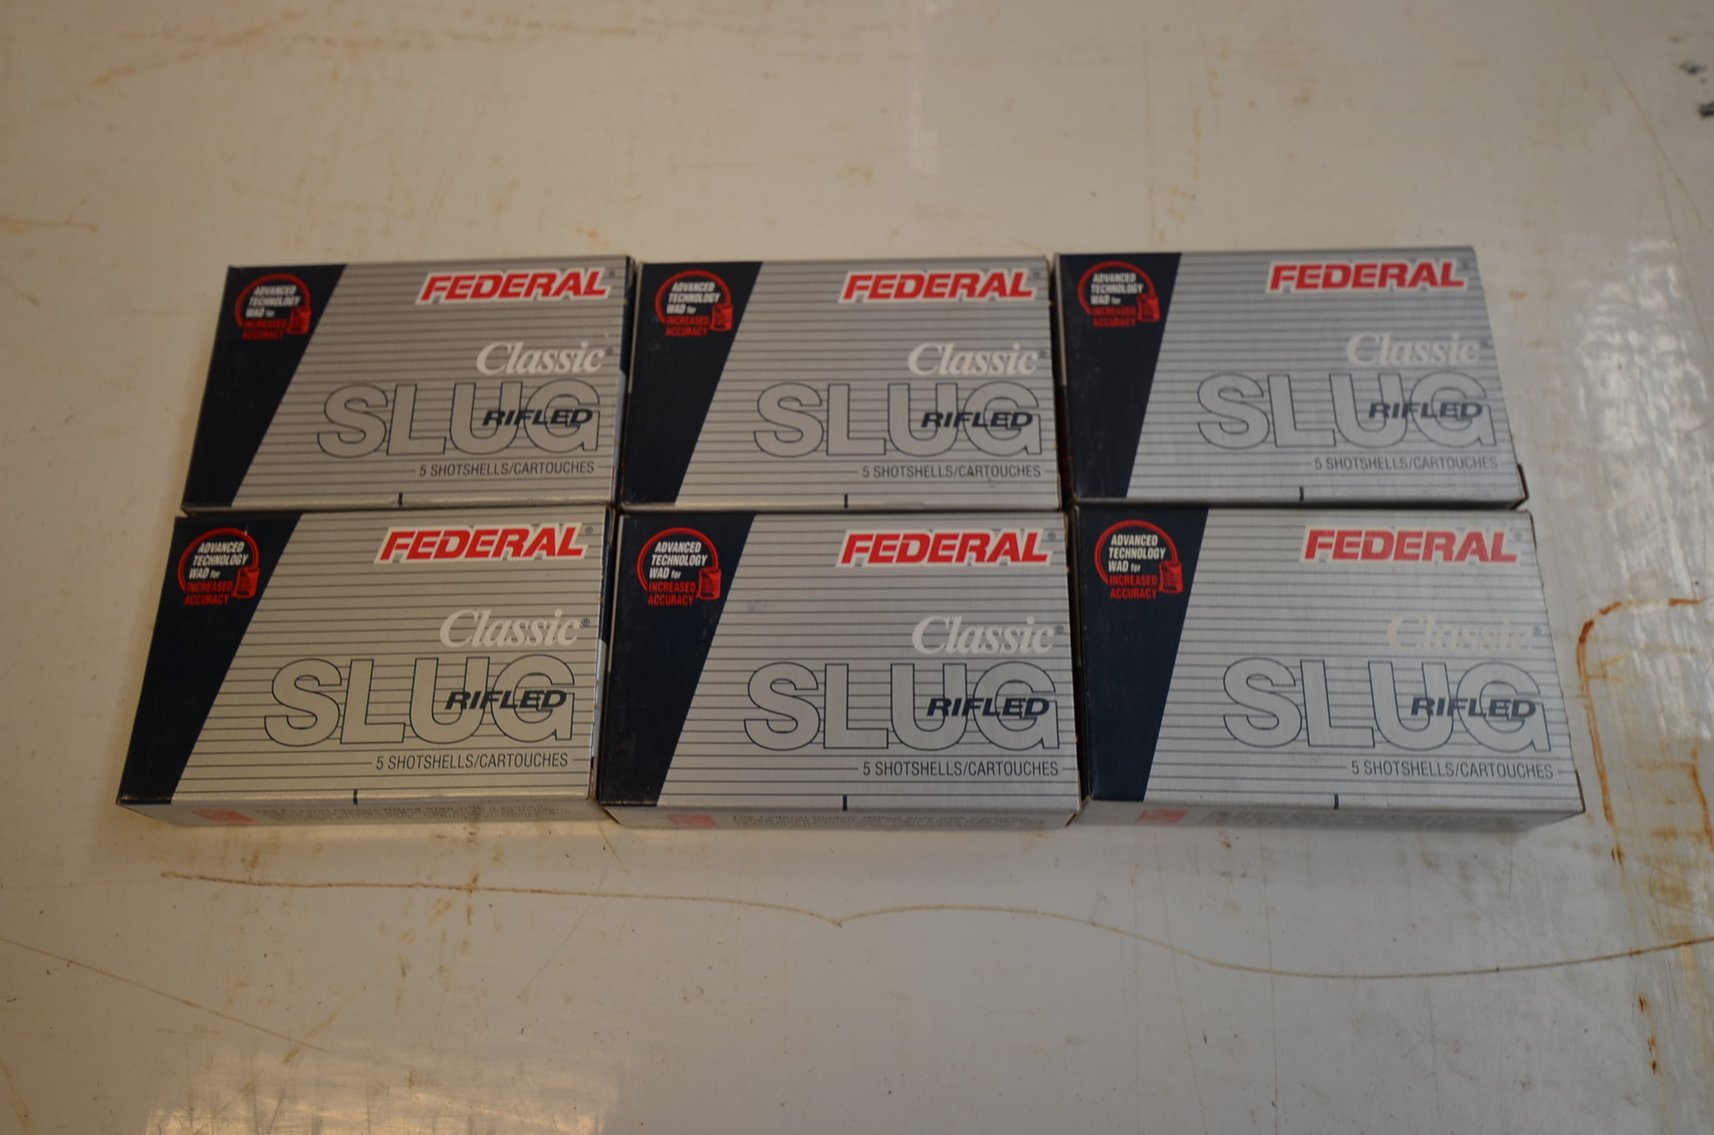 ADVANCED
TECHNOLOGY
WAD for
INCREASED
ACCURACY
FEDERAL®
Classic®
SLUG
RIFLED
5 SHOTSHELLS/CARTOUCHES
ADVANCED
TECHNOLOGY
WAD for
INCREASED
ACCURACY
FEDERAL®
Classic®
SLUG
RIFLED
5 SHOTSHELLS/CARTOUCHES
ADVANCED
TECHNOLOGY
WAD for
INCREASED
ACCURACY
FEDERAL®
Classic®
SLUG
RIFLED
5 SHOTSHELLS/CARTOUCHES
ADVANCED
TECHNOLOGY
WAD for
INCREASED
ACCURACY
FEDERAL®
Classic®
SLUG
RIFLED
5 SHOTSHELLS/CARTOUCHES
ADVANCED
TECHNOLOGY
WAD for
INCREASED
ACCURACY
FEDERAL®
Classic®
SLUG
RIFLED
5 SHOTSHELLS/CARTOUCHES
ADVANCED
TECHNOLOGY
WAD for
INCREASED
ACCURACY
FEDERAL®
Classic®
SLUG
RIFLED
5 SHOTSHELLS/CARTOUCHES